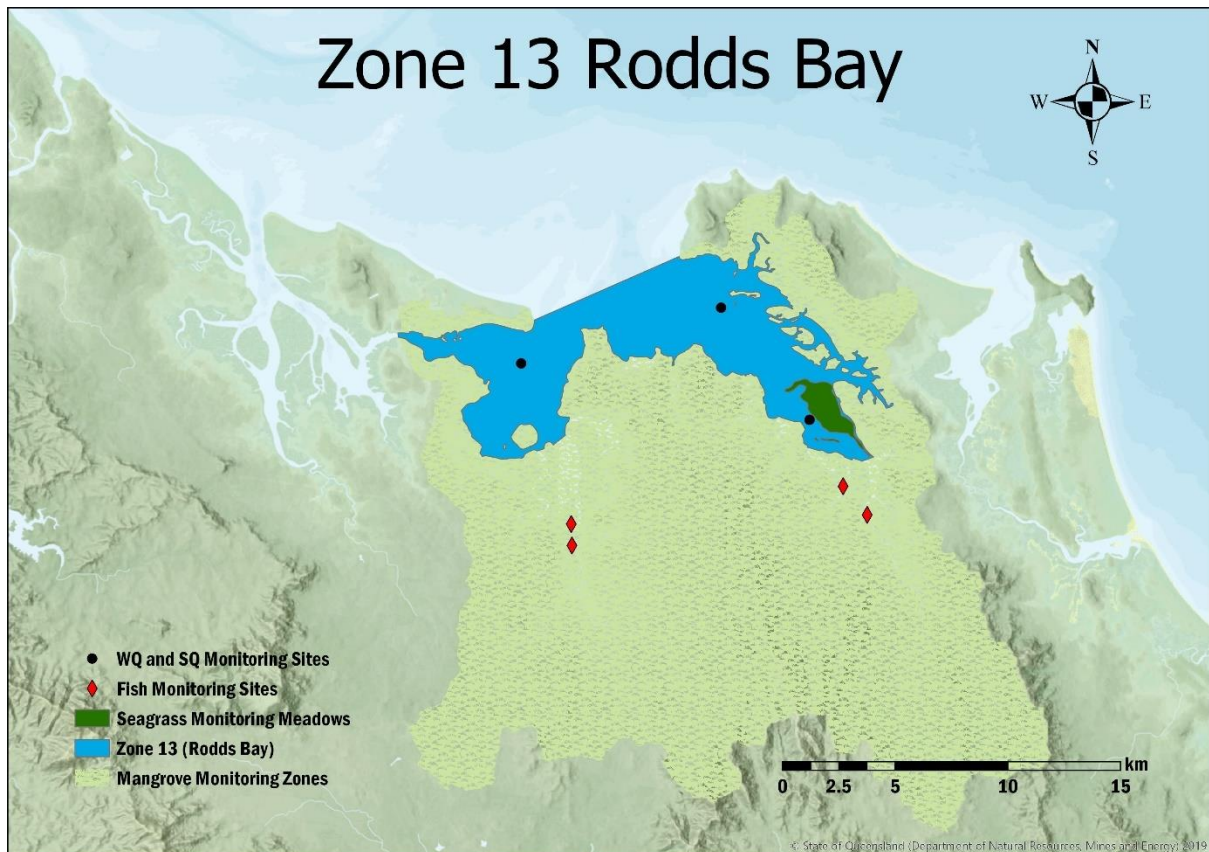 Zone 13 Rodds Bay
N
W E
S
WQ and SQ Monitoring Sites
Fish Monitoring Sites
Seagrass Monitoring Meadows
Zone 13 (Rodds Bay)
Mangrove Monitoring Zones
km
0 2.5 5 10 15
© State of Queensland (Department of Natural Resources, Mines and Energy) 2019